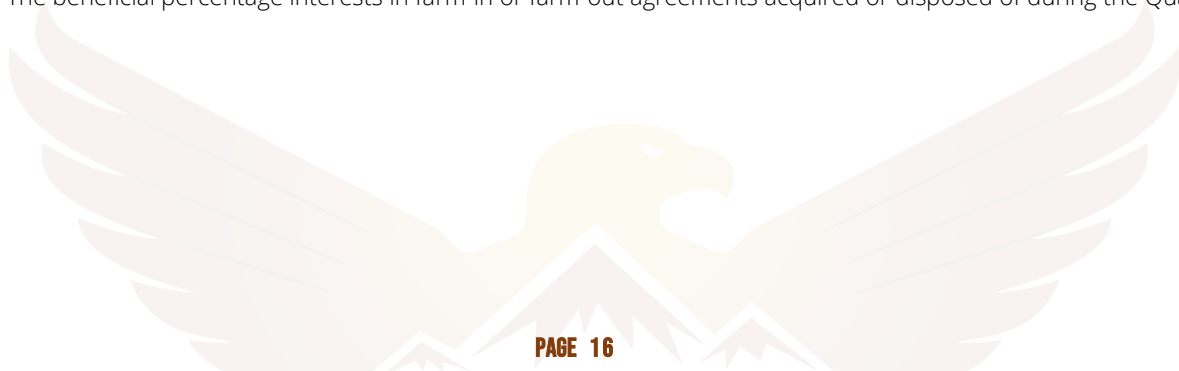 The beneficial percentage interests in farm-in or farm-out agreements acquired or disposed of during the
PAGE 16